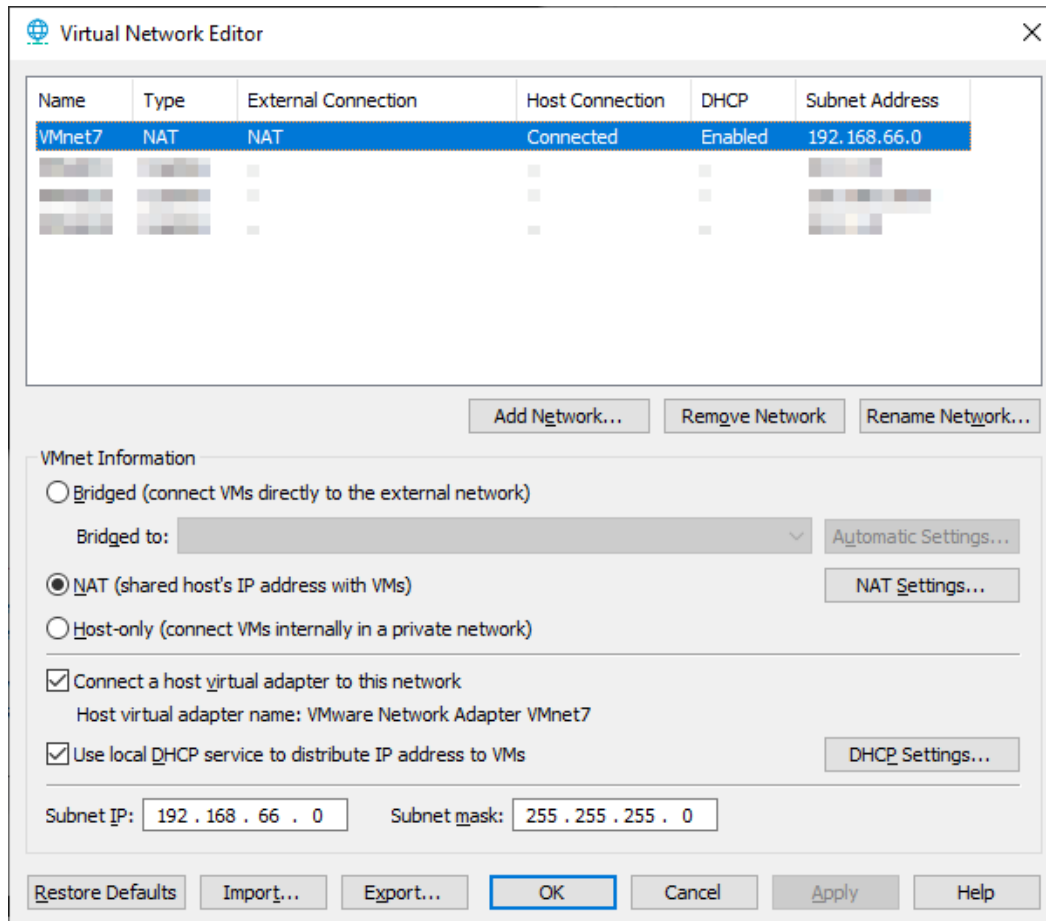 Virtual Network Editor
Name Type External Connection Host Connection DHCP Subnet Address
VMnet7 NAT NAT Connected Enabled 192.168.66.0
Add Network... Remove Network Rename Network...
VMnet Information
Bridged (connect VMs directly to the external network)
Bridged to: Automatic Settings...
NAT (shared host's IP address with VMs) NAT Settings...
Host-only (connect VMs internally in a private network)
Connect a host virtual adapter to this network
Host virtual adapter name: VMware Network Adapter VMnet7
Use local DHCP service to distribute IP address to VMs DHCP Settings...
Subnet IP: 192 . 168 . 66 . 0 Subnet mask: 255 . 255 . 255 . 0
Restore Defaults Import... Export... OK Cancel Apply Help